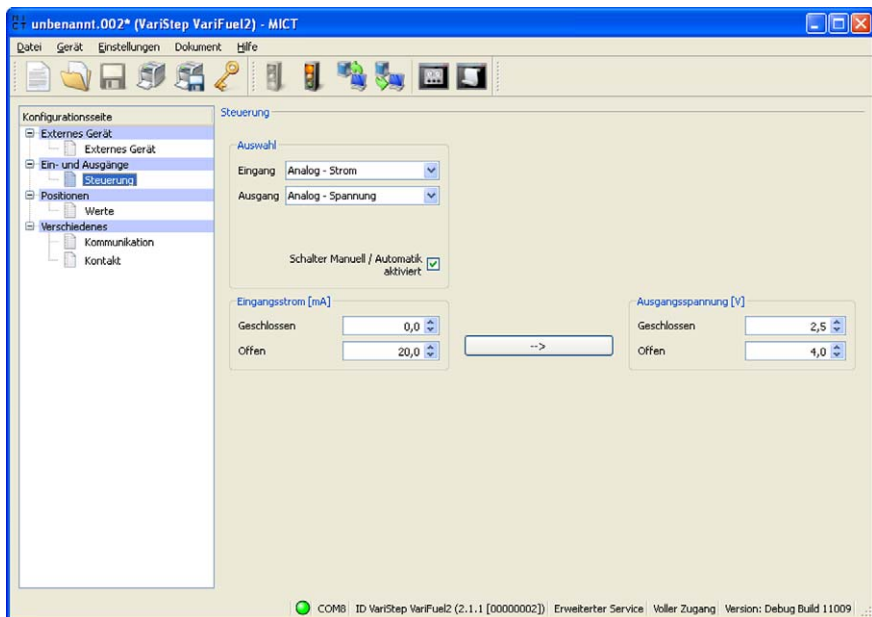 unbenannt.002* (VariStep VariFuel2) - MICT
Datei Gerät Einstellungen Dokument Hilfe
Konfigurationsseite
Externes Gerät
Externes Gerät
Ein- und Ausgänge
Steuerung
Positionen
Werte
Verschiedenes
Kommunikation
Kontakt
Steuerung
Auswahl
Eingang Analog - Strom
Ausgang Analog - Spannung
Schalter Manuell / Automatik
aktiviert
Eingangsstrom [mA]
Geschlossen 0,0
Offen 20,0
-->
Ausgangsspannung [V]
Geschlossen 2,5
Offen 4,0
COM8 ID VariStep VariFuel2 (2.1.1 [00000002]) Erweiterter Service Voller Zugang Version: Debug Build 11009